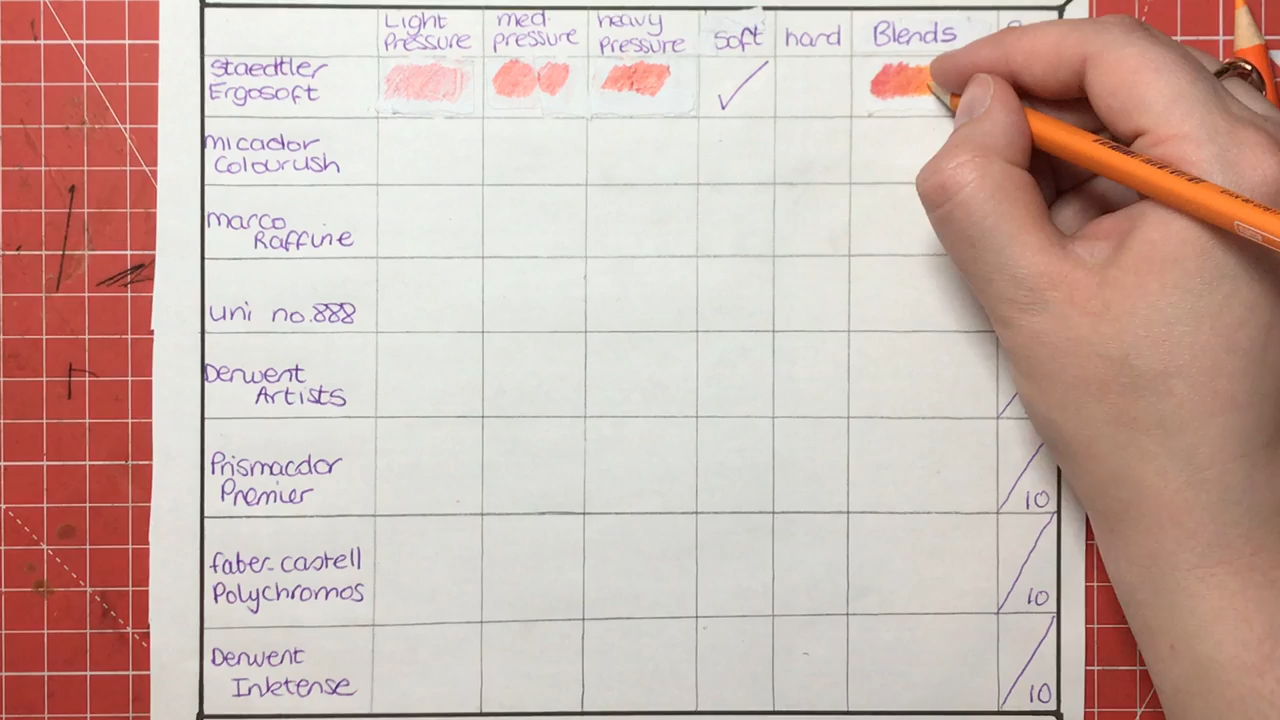 Light Pressure
med. pressure
heavy Pressure
soft
hard
Blends
staedtler
Ergosoft
micador
Colourush
marco
Raffine
uni no.888
Derwent
Artists
Prismacolor
Premier
10
faber-castell
Polychromos
10
Derwent
Inktense
10